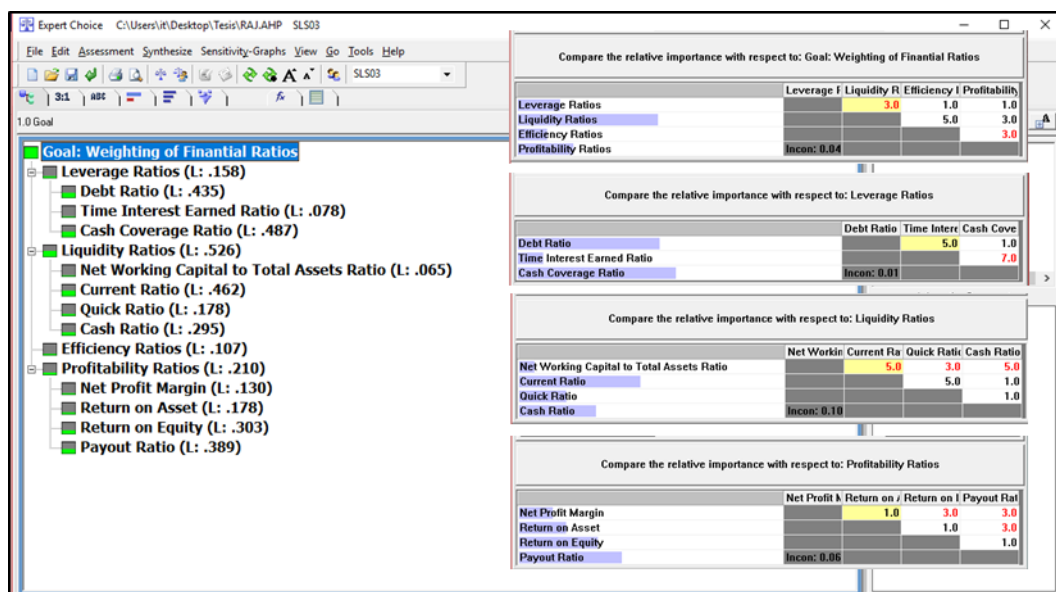 Expert Choice C:\Users\it\Desktop\Tesis\RAJ.AHP SLS03
File Edit Assessment Synthesize Sensitivity-Graphs View Go Tools Help
SLS03
3:1 ABC fx
1.0 Goal
Goal: Weighting of Finantial Ratios
Leverage Ratios (L: .158)
Debt Ratio (L: .435)
Time Interest Earned Ratio (L: .078)
Cash Coverage Ratio (L: .487)
Liquidity Ratios (L: .526)
Net Working Capital to Total Assets Ratio (L: .065)
Current Ratio (L: .462)
Quick Ratio (L: .178)
Cash Ratio (L: .295)
Efficiency Ratios (L: .107)
Profitability Ratios (L: .210)
Net Profit Margin (L: .130)
Return on Asset (L: .178)
Return on Equity (L: .303)
Payout Ratio (L: .389)
Compare the relative importance with respect to: Goal: Weighting of Finantial Ratios
Leverage F Liquidity R Efficiency I Profitability
Leverage Ratios 3.0 1.0 1.0
Liquidity Ratios 5.0 3.0
Efficiency Ratios 3.0
Profitability Ratios Incon: 0.04
Compare the relative importance with respect to: Leverage Ratios
Debt Ratio Time Intere Cash Cove
Debt Ratio 5.0 1.0
Time Interest Earned Ratio 7.0
Cash Coverage Ratio Incon: 0.01
Compare the relative importance with respect to: Liquidity Ratios
Net Workin Current Ra Quick Ratio Cash Ratio
Net Working Capital to Total Assets Ratio 5.0 3.0 5.0
Current Ratio 5.0 1.0
Quick Ratio 1.0
Cash Ratio Incon: 0.10
Compare the relative importance with respect to: Profitability Ratios
Net Profit M Return on A Return on E Payout Rat
Net Profit Margin 1.0 3.0 3.0
Return on Asset 1.0 3.0
Return on Equity 1.0
Payout Ratio Incon: 0.06